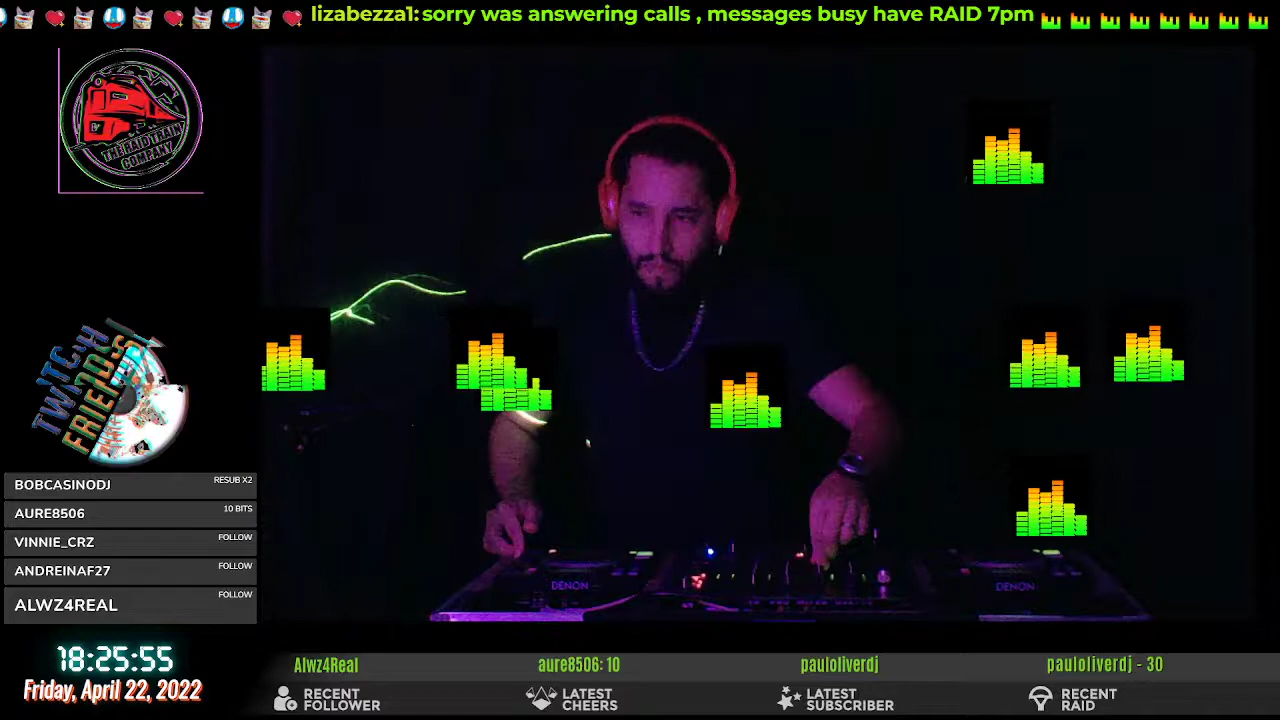 lizabezza1: sorry was answering calls , messages busy have RAID 7pm
THE RAID TRAIN
COMPANY
TWITCH
FRIENDS
BOBCASINODJ RESUB X2
AURE8506 10 BITS
VINNIE_CRZ FOLLOW
ANDREINAF27 FOLLOW
ALWZ4REAL FOLLOW
DENON
DENON
18:25:55
Friday, April 22, 2022
Alwz4Real aure8506: 10 pauloliverdj pauloliverdj - 30
RECENT FOLLOWER
LATEST CHEERS
LATEST SUBSCRIBER
RECENT RAID